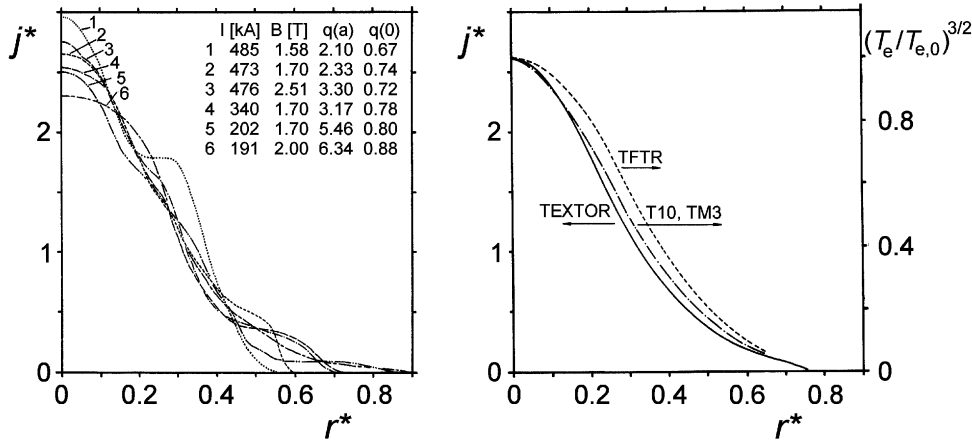 j*
I [kA] B [T] q(a) q(0)
1 485 1.58 2.10 0.67
2 473 1.70 2.33 0.74
3 476 2.51 3.30 0.72
4 340 1.70 3.17 0.78
5 202 1.70 5.46 0.80
6 191 2.00 6.34 0.88
1
2
3
4
5
6
2
1
0
0 0.2 0.4 0.6 0.8
r*
j*
(Te/Te,0)3/2
2
1
0
TFTR
TEXTOR
T10, TM3
0.8
0.4
0
0 0.2 0.4 0.6 0.8
r*